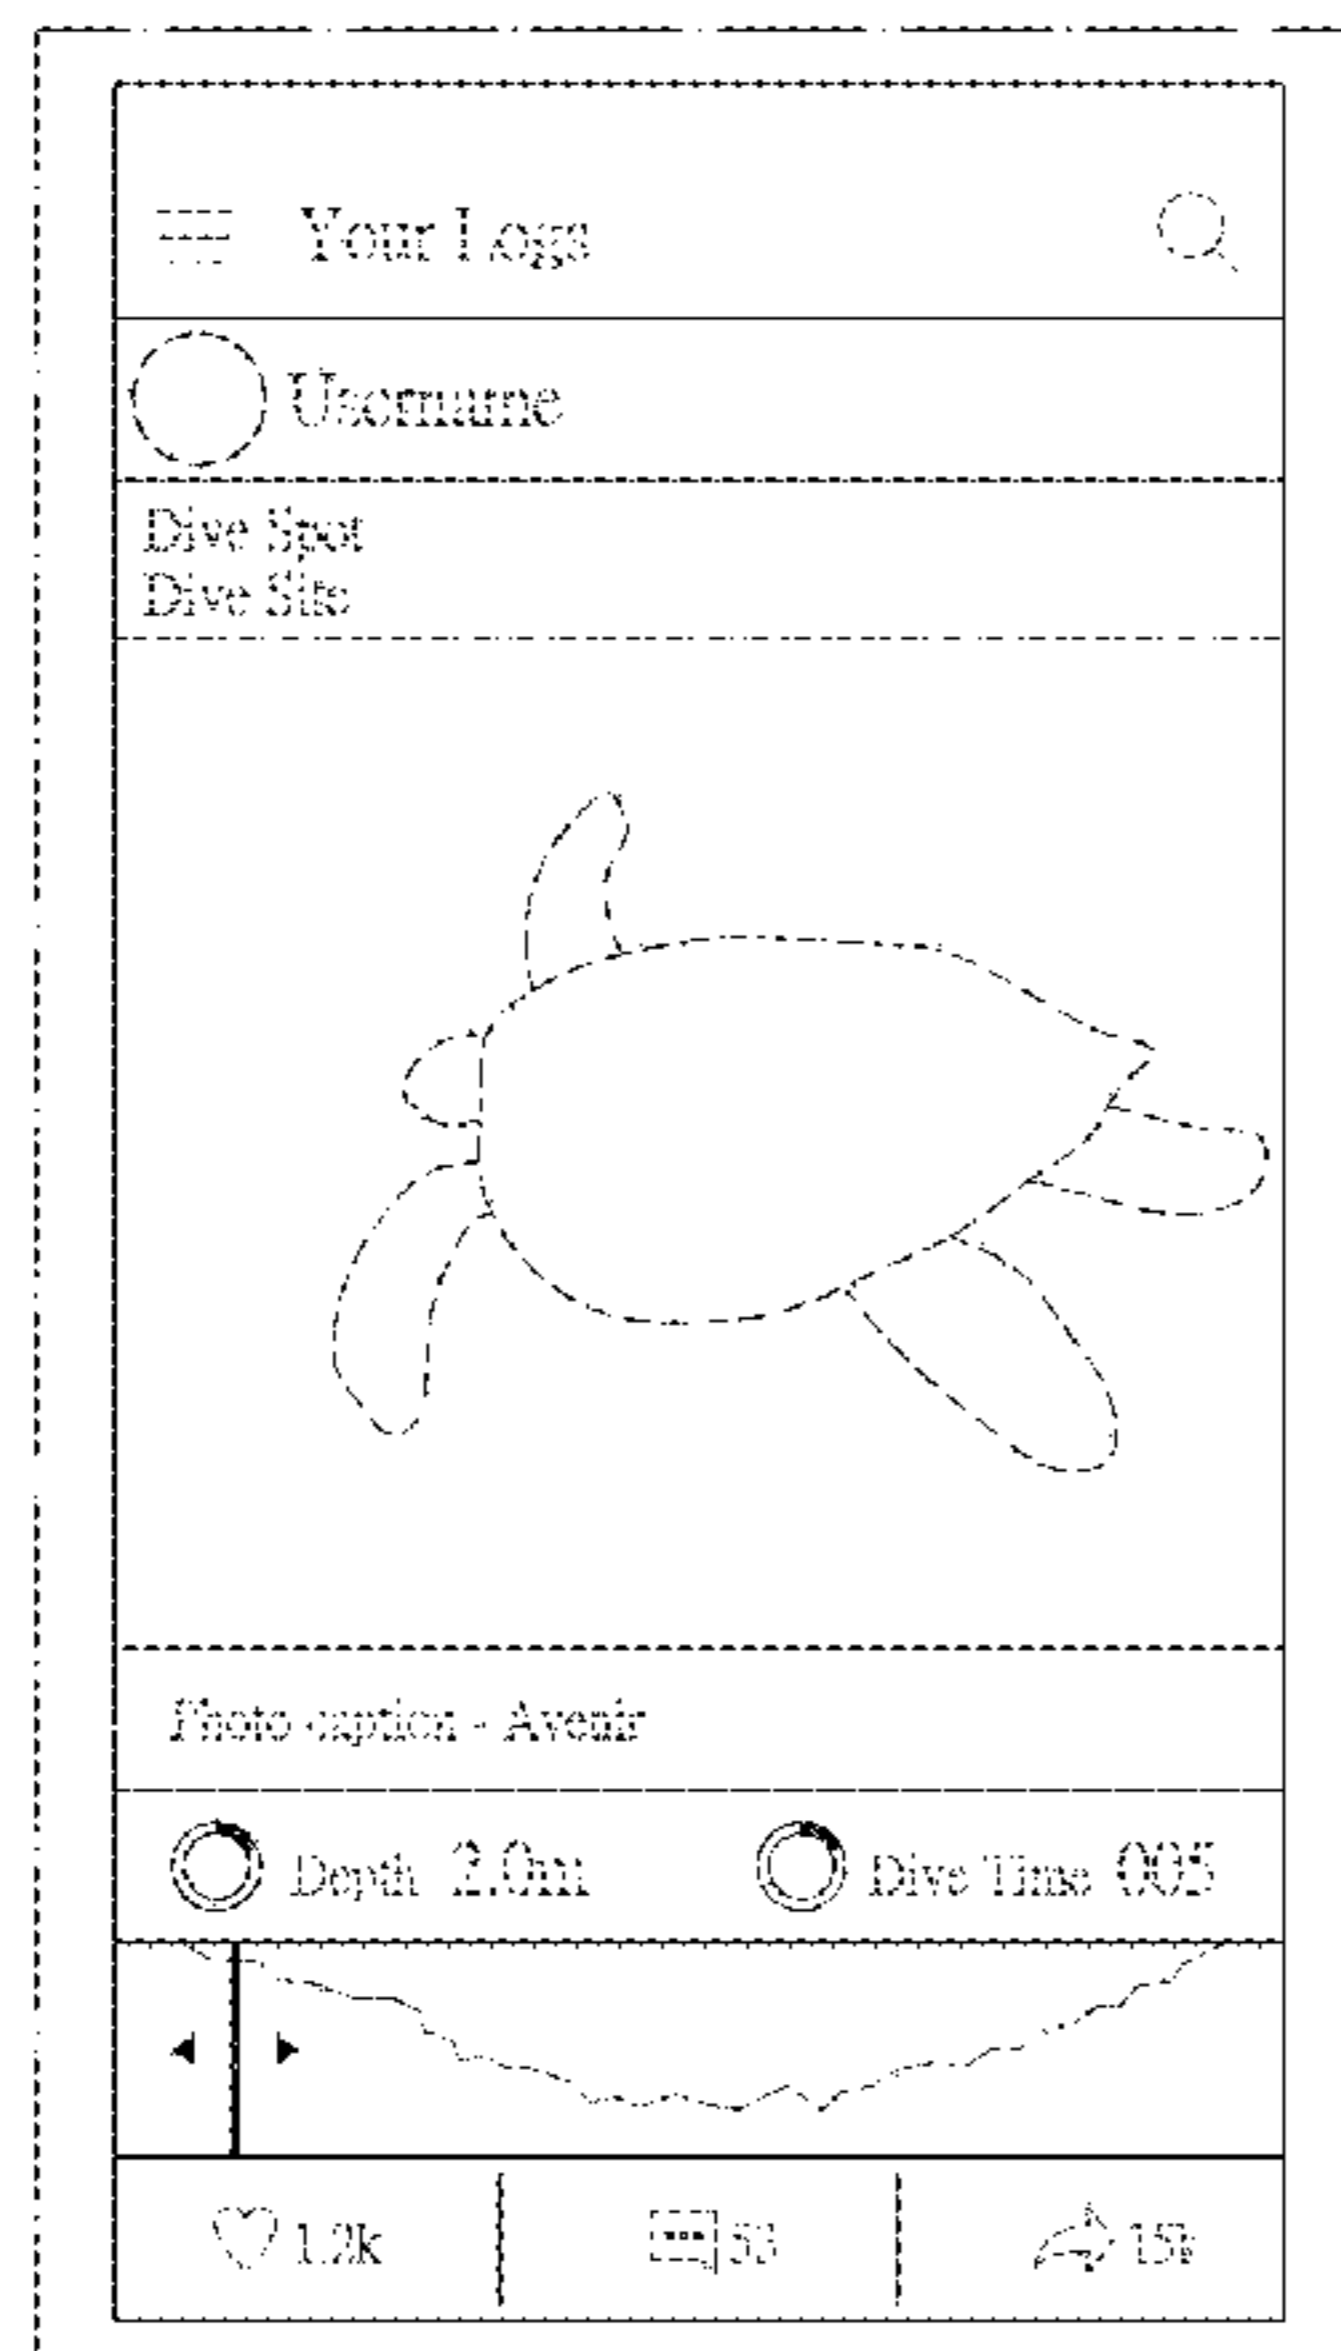 Your Logs
Username
Dive Spot
Dive Site
Photo caption - Avenir
Depth 2.0m Dive Time 005
1.2k 53